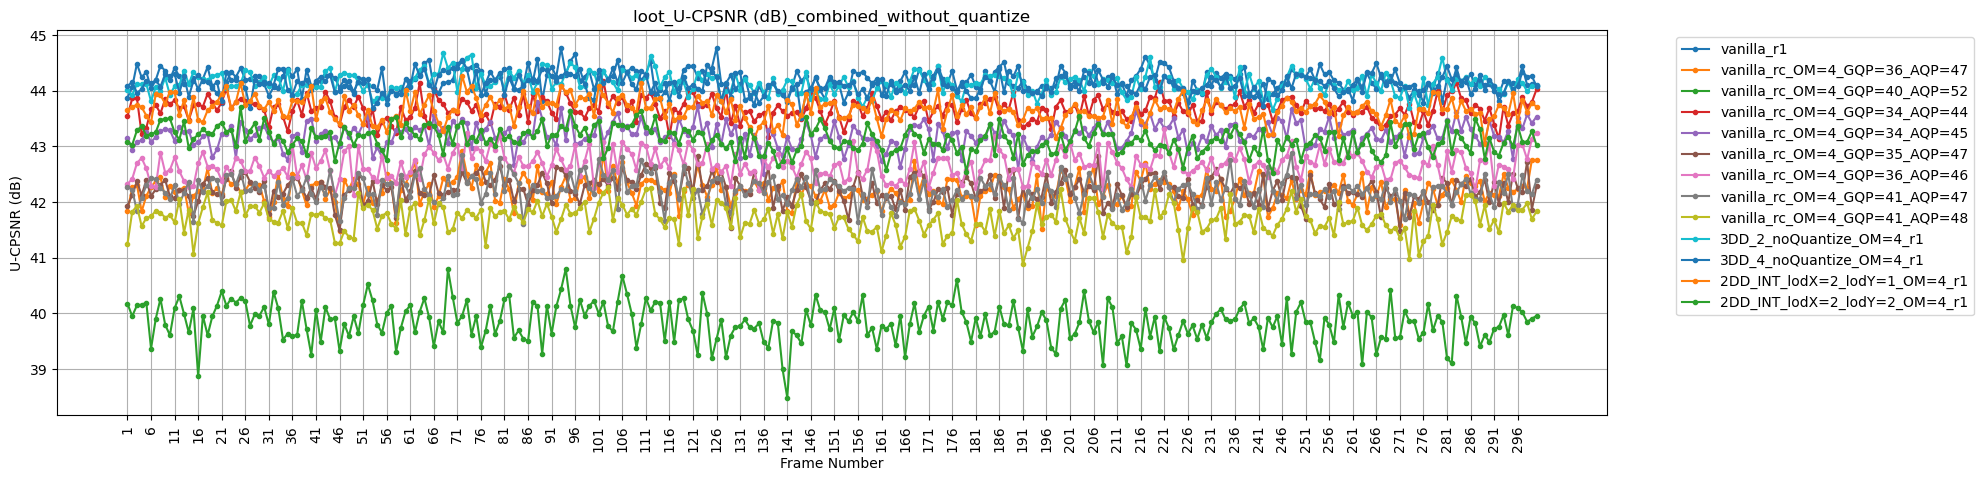 loot_U-CPSNR (dB)_combined_without_quantize
U-CPSNR (dB)
45
44
43
42
41
40
39
1 6 11 16 21 26 31 36 41 46 51 56 61 66 71 76 81 86 91 96 101 106 111 116 121 126 131 136 141 146 151 156 161 166 171 176 181 186 191 196 201 206 211 216 221 226 231 236 241 246 251 256 261 266 271 276 281 286 291 296
Frame Number
vanilla_r1
vanilla_rc_OM=4_GQP=36_AQP=47
vanilla_rc_OM=4_GQP=40_AQP=52
vanilla_rc_OM=4_GQP=34_AQP=44
vanilla_rc_OM=4_GQP=34_AQP=45
vanilla_rc_OM=4_GQP=35_AQP=47
vanilla_rc_OM=4_GQP=36_AQP=46
vanilla_rc_OM=4_GQP=41_AQP=47
vanilla_rc_OM=4_GQP=41_AQP=48
3DD_2_noQuantize_OM=4_r1
3DD_4_noQuantize_OM=4_r1
2DD_INT_lodX=2_lodY=1_OM=4_r1
2DD_INT_lodX=2_lodY=2_OM=4_r1